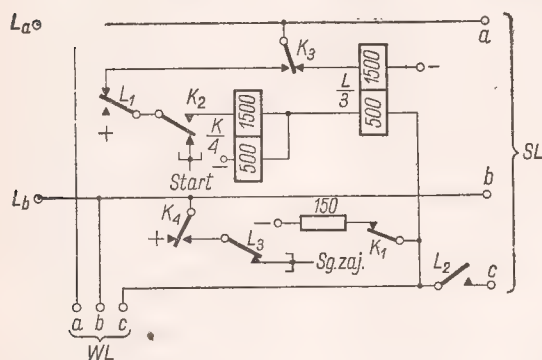 La
a
K3
L1
K2
L
3
1500
500
−
K
4
1500
500
−
+
Start
SL
Lb
b
K4
+
L3
−
150
K1
Sg.zaj.
L2
c
a b c
WL